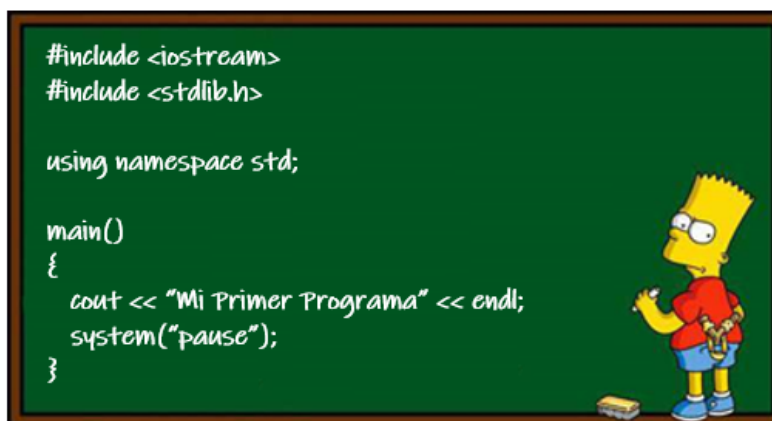 #include <iostream>
#include <stdlib.h>
using namespace std;
main()
{
cout << "Mi Primer Programa" << endl;
system("pause");
}